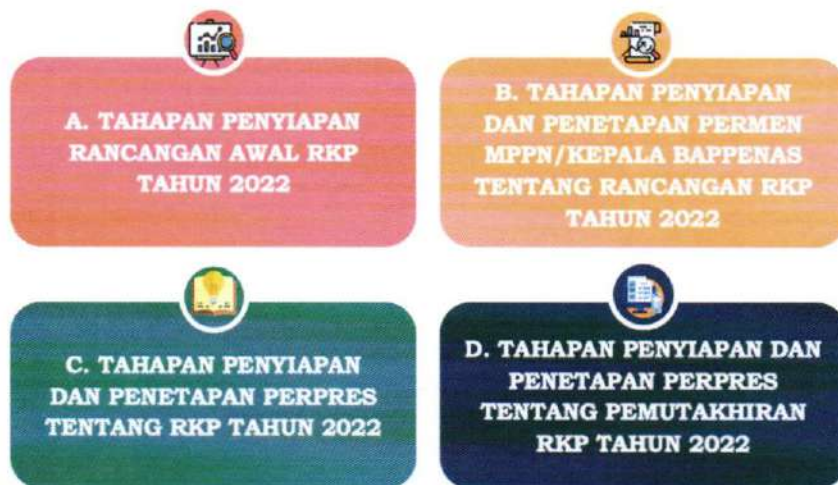 A. TAHAPAN PENYIAPAN
RANCANGAN AWAL RKP
TAHUN 2022
B. TAHAPAN PENYIAPAN
DAN PENETAPAN PERMEN
MPPN/KEPALA BAPPENAS
TENTANG RANCANGAN RKP
TAHUN 2022
C. TAHAPAN PENYIAPAN
DAN PENETAPAN PERPRES
TENTANG RKP TAHUN 2022
D. TAHAPAN PENYIAPAN DAN
PENETAPAN PERPRES
TENTANG PEMUTAKHIRAN
RKP TAHUN 2022